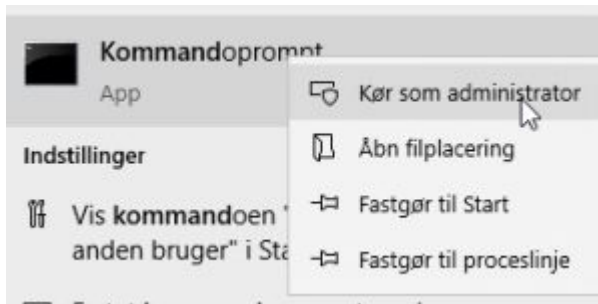 Kommandoprompt
App
Kør som administrator
Åbn filplacering
Fastgør til Start
Fastgør til proceslinje
Indstillinger
Vis kommandoen "
anden bruger" i Sta